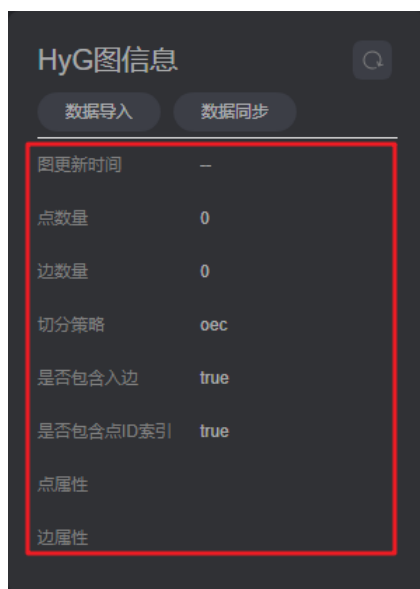 HyG图信息
数据导入 数据同步
图更新时间 --
点数量 0
边数量 0
切分策略 oec
是否包含入边 true
是否包含点ID索引 true
点属性
边属性